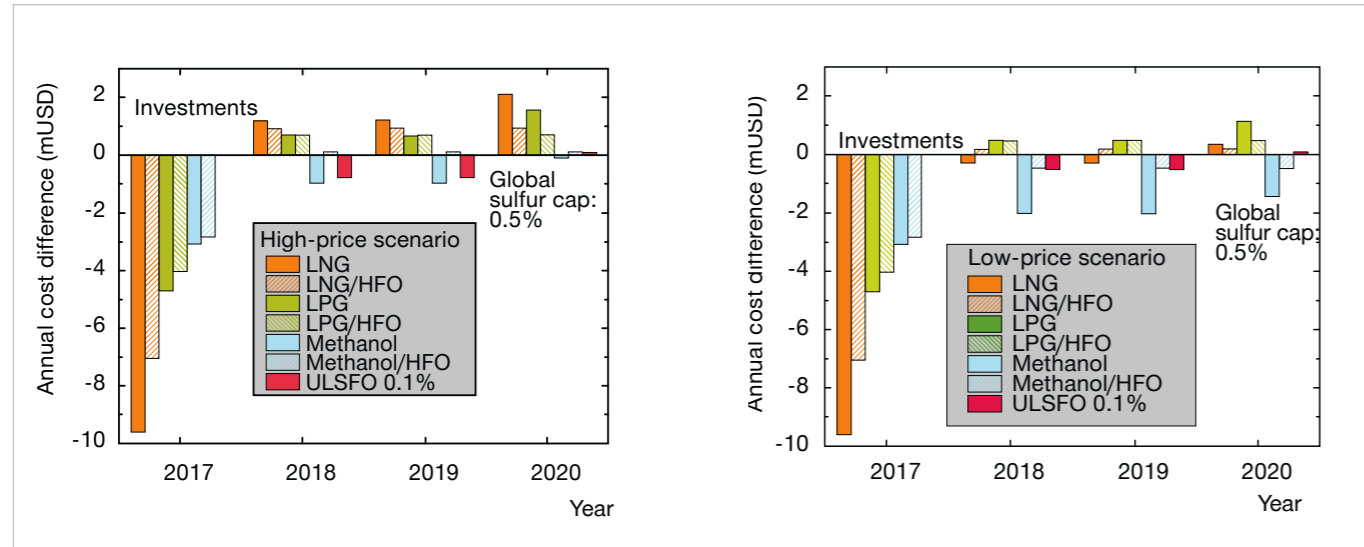 Annual cost difference (mUSD)
2
0
-2
-4
-6
-8
-10
Investments
Global
sulfur cap:
0.5%
High-price scenario
LNG
LNG/HFO
LPG
LPG/HFO
Methanol
Methanol/HFO
ULSFO 0.1%
2017
2018
2019
2020
Year
Annual cost difference (mUSD)
2
0
-2
-4
-6
-8
-10
Investments
Global
sulfur cap:
0.5%
Low-price scenario
LNG
LNG/HFO
LPG
LPG/HFO
Methanol
Methanol/HFO
ULSFO 0.1%
2017
2018
2019
2020
Year